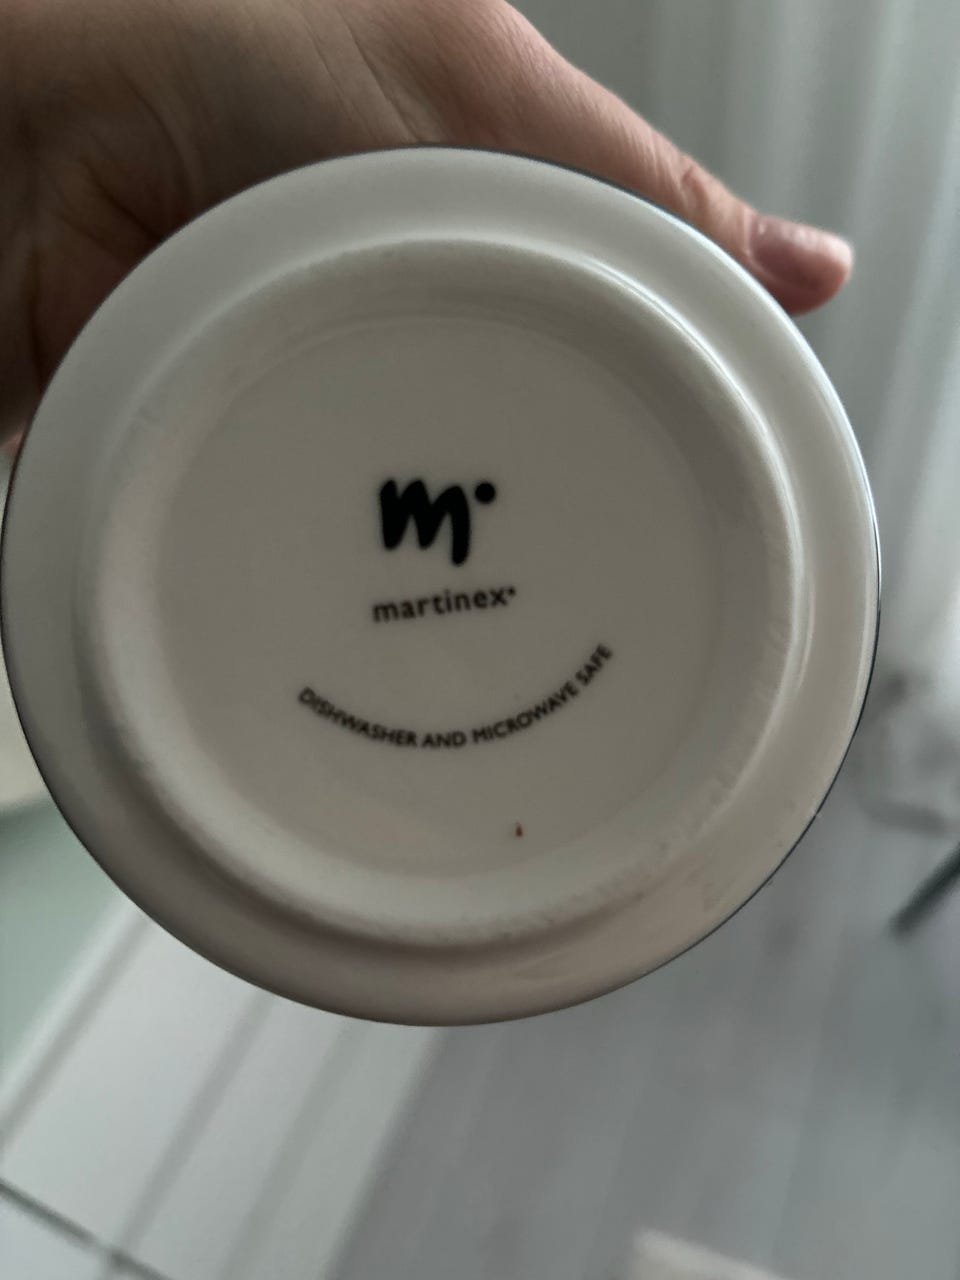 m
martinex
DISHWASHER AND MICROWAVE SAFE